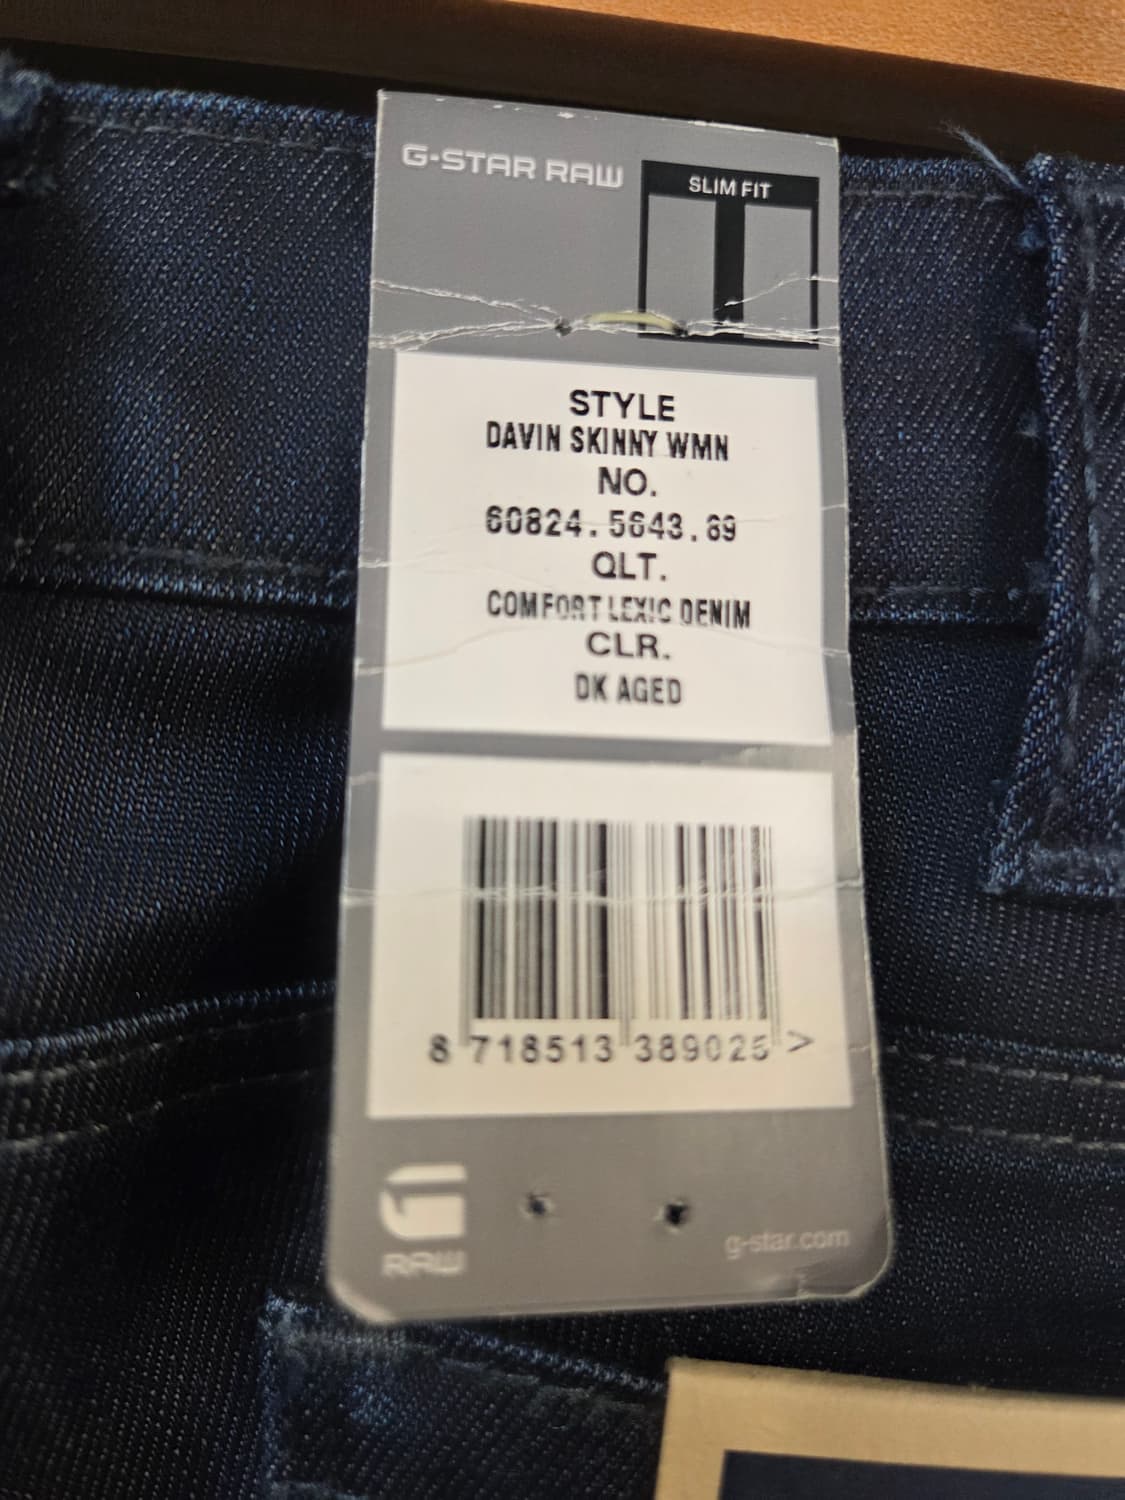 G-STAR RAW
SLIM FIT
STYLE
DAVIN SKINNY WMN
NO.
60824.5643.89
QLT.
COMFORT LEXIC DENIM
CLR.
DK AGED
8 718513 389025 >
RAW
g-star.com